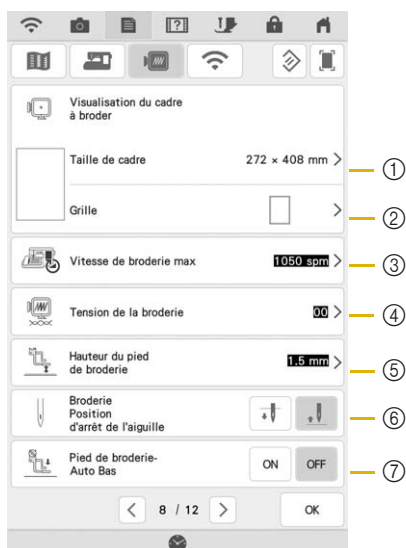 Visualisation du cadre
à broder
Taille de cadre 272 × 408 mm >
①
Grille >
②
Vitesse de broderie max 1050 spm >
③
Tension de la broderie 00 >
④
Hauteur du pied
de broderie 1.5 mm >
⑤
Broderie
Position
d'arrêt de l'aiguille
⑥
Pied de broderie-
Auto Bas ON OFF
⑦
< 8 / 12 > OK